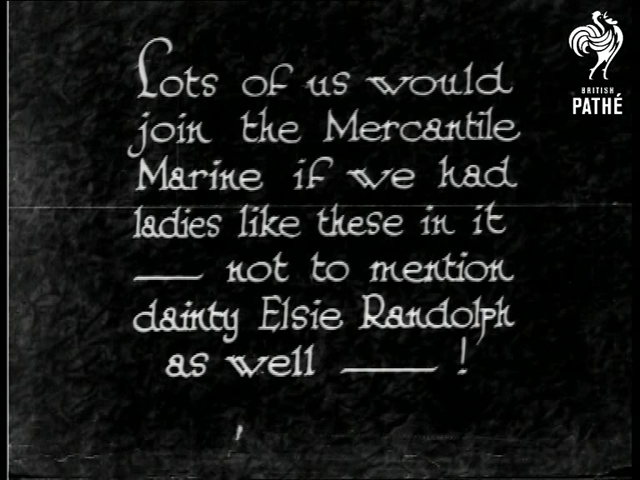 Lots of us would
join the Mercantile
Marine if we had
ladies like these in it
—— not to mention
dainty Elsie Randolph
as well —— !
BRITISH
PATHÉ